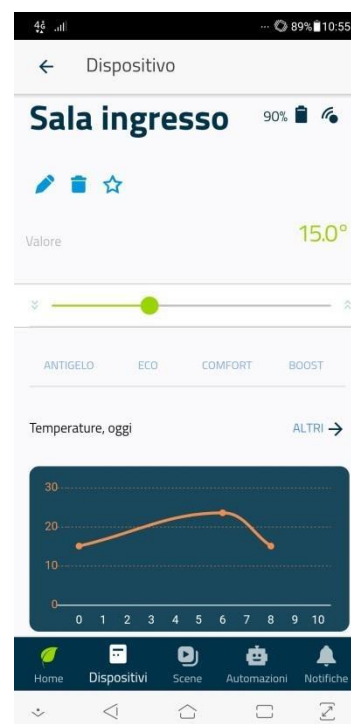 4G 89% 10:55
Dispositivo
Sala ingresso 90%
Valore 15.0°
ANTIGELO ECO COMFORT BOOST
Temperature, oggi ALTRI
30
20
10
0
0 1 2 3 4 5 6 7 8 9 10
Home Dispositivi Scene Automazioni Notifiche